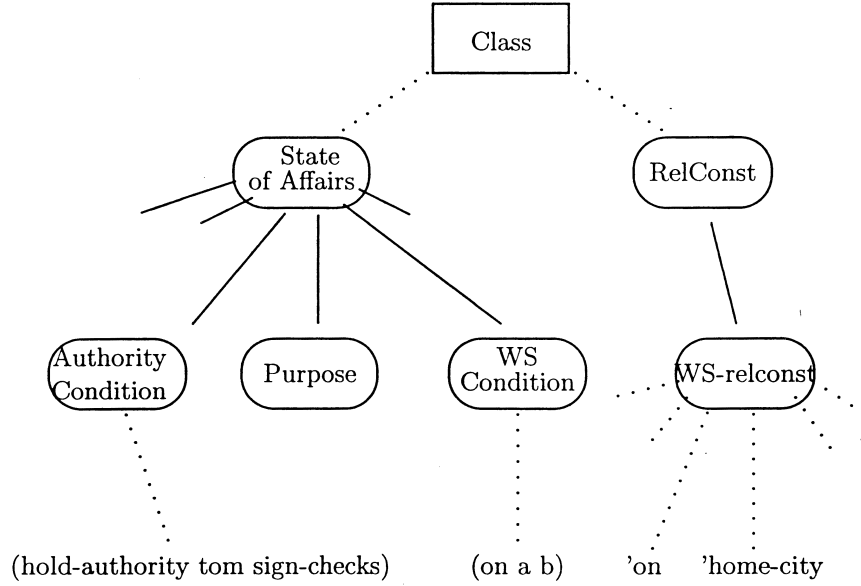 Class
State
of Affairs
RelConst
Authority
Condition
Purpose
WS
Condition
WS-relconst
(hold-authority tom sign-checks)
(on a b)
'on
'home-city